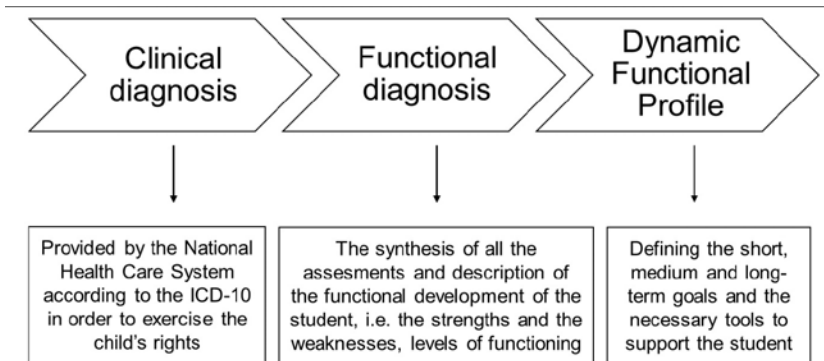 Clinical
diagnosis
Functional
diagnosis
Dynamic
Functional
Profile
Provided by the National
Health Care System
according to the ICD-10
in order to exercise the
child's rights
The synthesis of all the
assesments and description of
the functional development of the
student, i.e. the strengths and the
weaknesses, levels of functioning
Defining the short,
medium and long-
term goals and the
necessary tools to
support the student